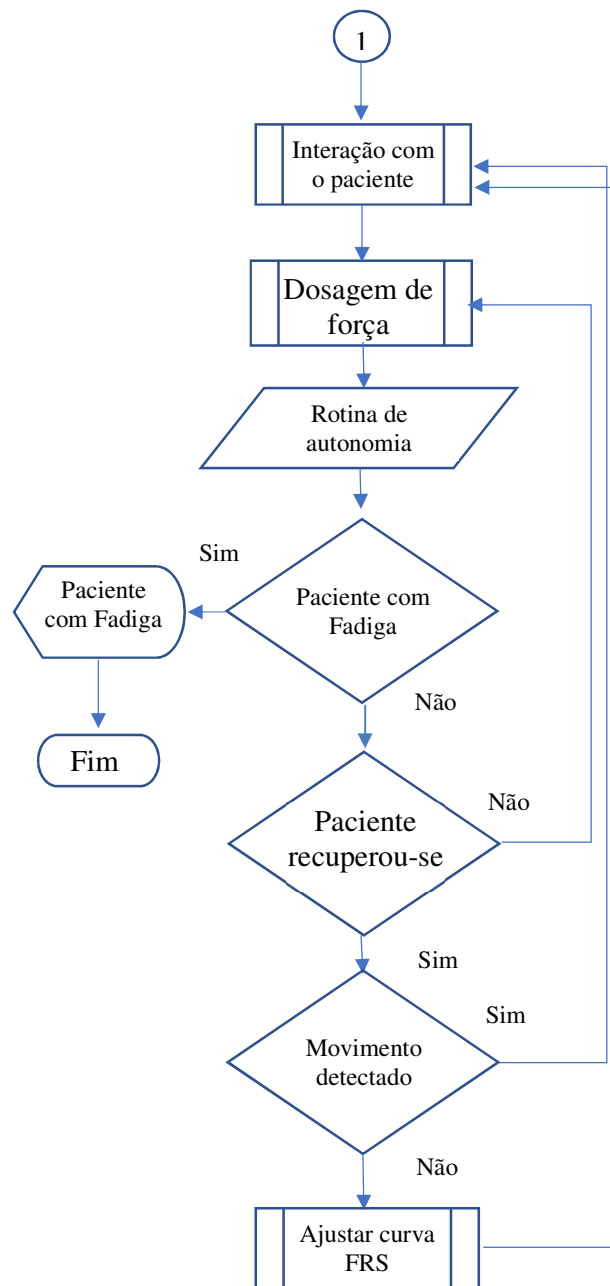 1
Interação com
o paciente
Dosagem de
força
Rotina de
autonomia
Sim
Paciente
com Fadiga
Paciente com
Fadiga
Não
Fim
Não
Paciente
recuperou-se
Sim
Sim
Movimento
detectado
Não
Ajustar curva
FRS